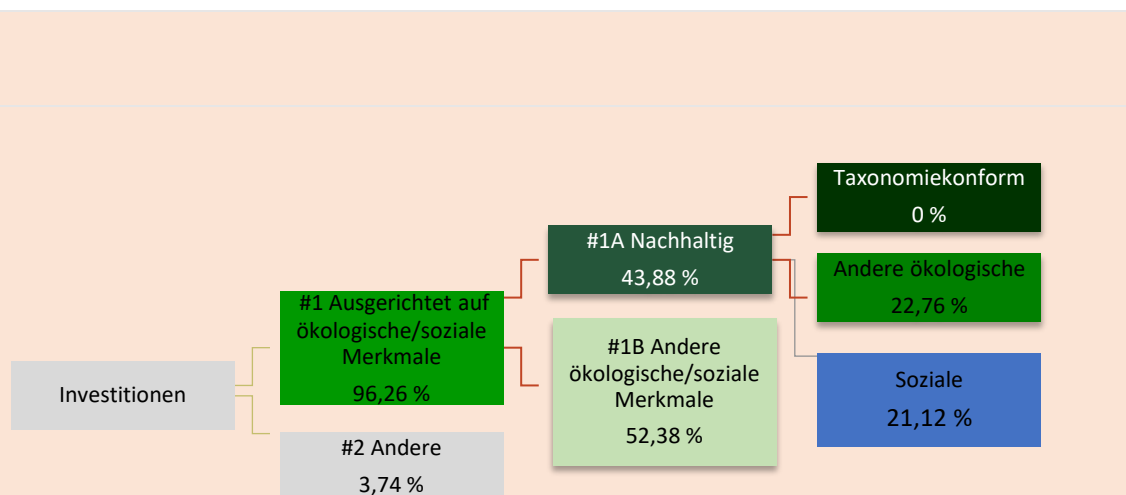 Investitionen
#1 Ausgerichtet auf
ökologische/soziale
Merkmale
96,26 %
#2 Andere
3,74 %
#1A Nachhaltig
43,88 %
#1B Andere
ökologische/soziale
Merkmale
52,38 %
Taxonomiekonform
0 %
Andere ökologische
22,76 %
Soziale
21,12 %